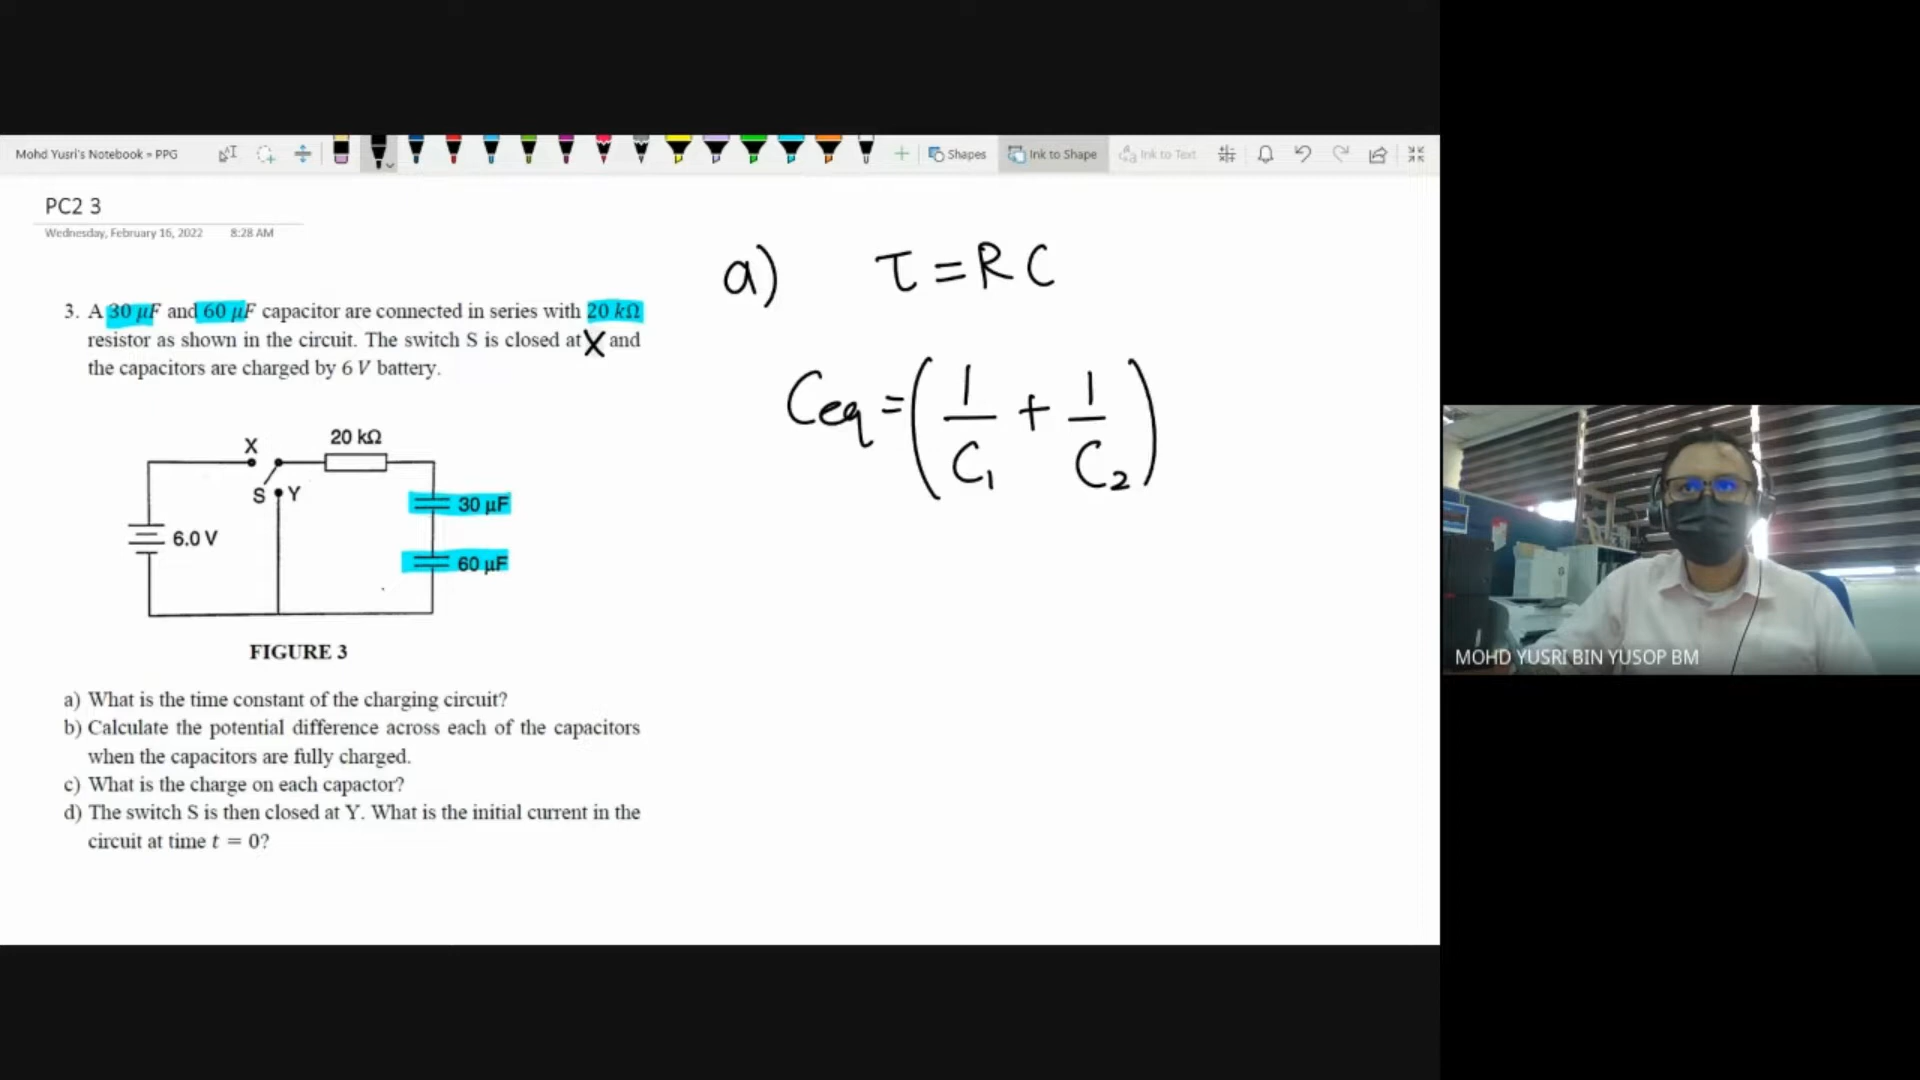 Mohd Yusri's Notebook » PPG
Shapes
Ink to Shape
Ink to Text
PC2 3
Wednesday, February 16, 2022 8:28 AM
3. A 30 μF and 60 μF capacitor are connected in series with 20 kΩ
resistor as shown in the circuit. The switch S is closed at X and
the capacitors are charged by 6 V battery.
X
20 kΩ
S Y
30 μF
6.0 V
60 μF
FIGURE 3
a) What is the time constant of the charging circuit?
b) Calculate the potential difference across each of the capacitors
when the capacitors are fully charged.
c) What is the charge on each capactor?
d) The switch S is then closed at Y. What is the initial current in the
circuit at time t = 0?
a) τ = R C
Ceq = (1/C₁ + 1/C₂)
MOHD YUSRI BIN YUSOP BM